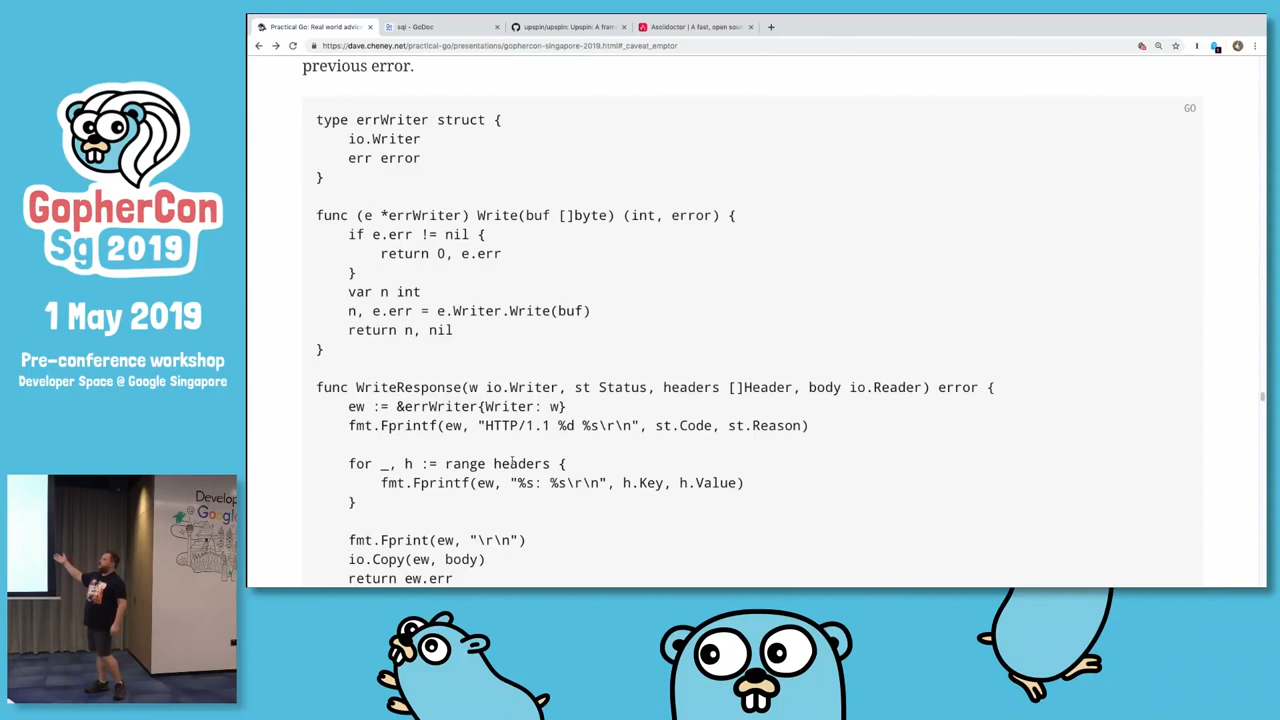 Practical Go: Real world advic
sql - GoDoc
upspin/upspin: Upspin: A fram
Asciidoctor | A fast, open sour
https://dave.cheney.net/practical-go/presentations/gophercon-singapore-2019.html#_caveat_emptor
previous error.
GO
type errWriter struct {
io.Writer
err error
}
func (e *errWriter) Write(buf []byte) (int, error) {
if e.err != nil {
return 0, e.err
}
var n int
n, e.err = e.Writer.Write(buf)
return n, nil
}
func WriteResponse(w io.Writer, st Status, headers []Header, body io.Reader) error {
ew := &errWriter{Writer: w}
fmt.Fprintf(ew, "HTTP/1.1 %d %s\r\n", st.Code, st.Reason)
for _, h := range headers {
fmt.Fprintf(ew, "%s: %s\r\n", h.Key, h.Value)
}
fmt.Fprint(ew, "\r\n")
io.Copy(ew, body)
return ew.err
GopherCon
Sg 2019
1 May 2019
Pre-conference workshop
Developer Space @ Google Singapore
Develo
@ Google